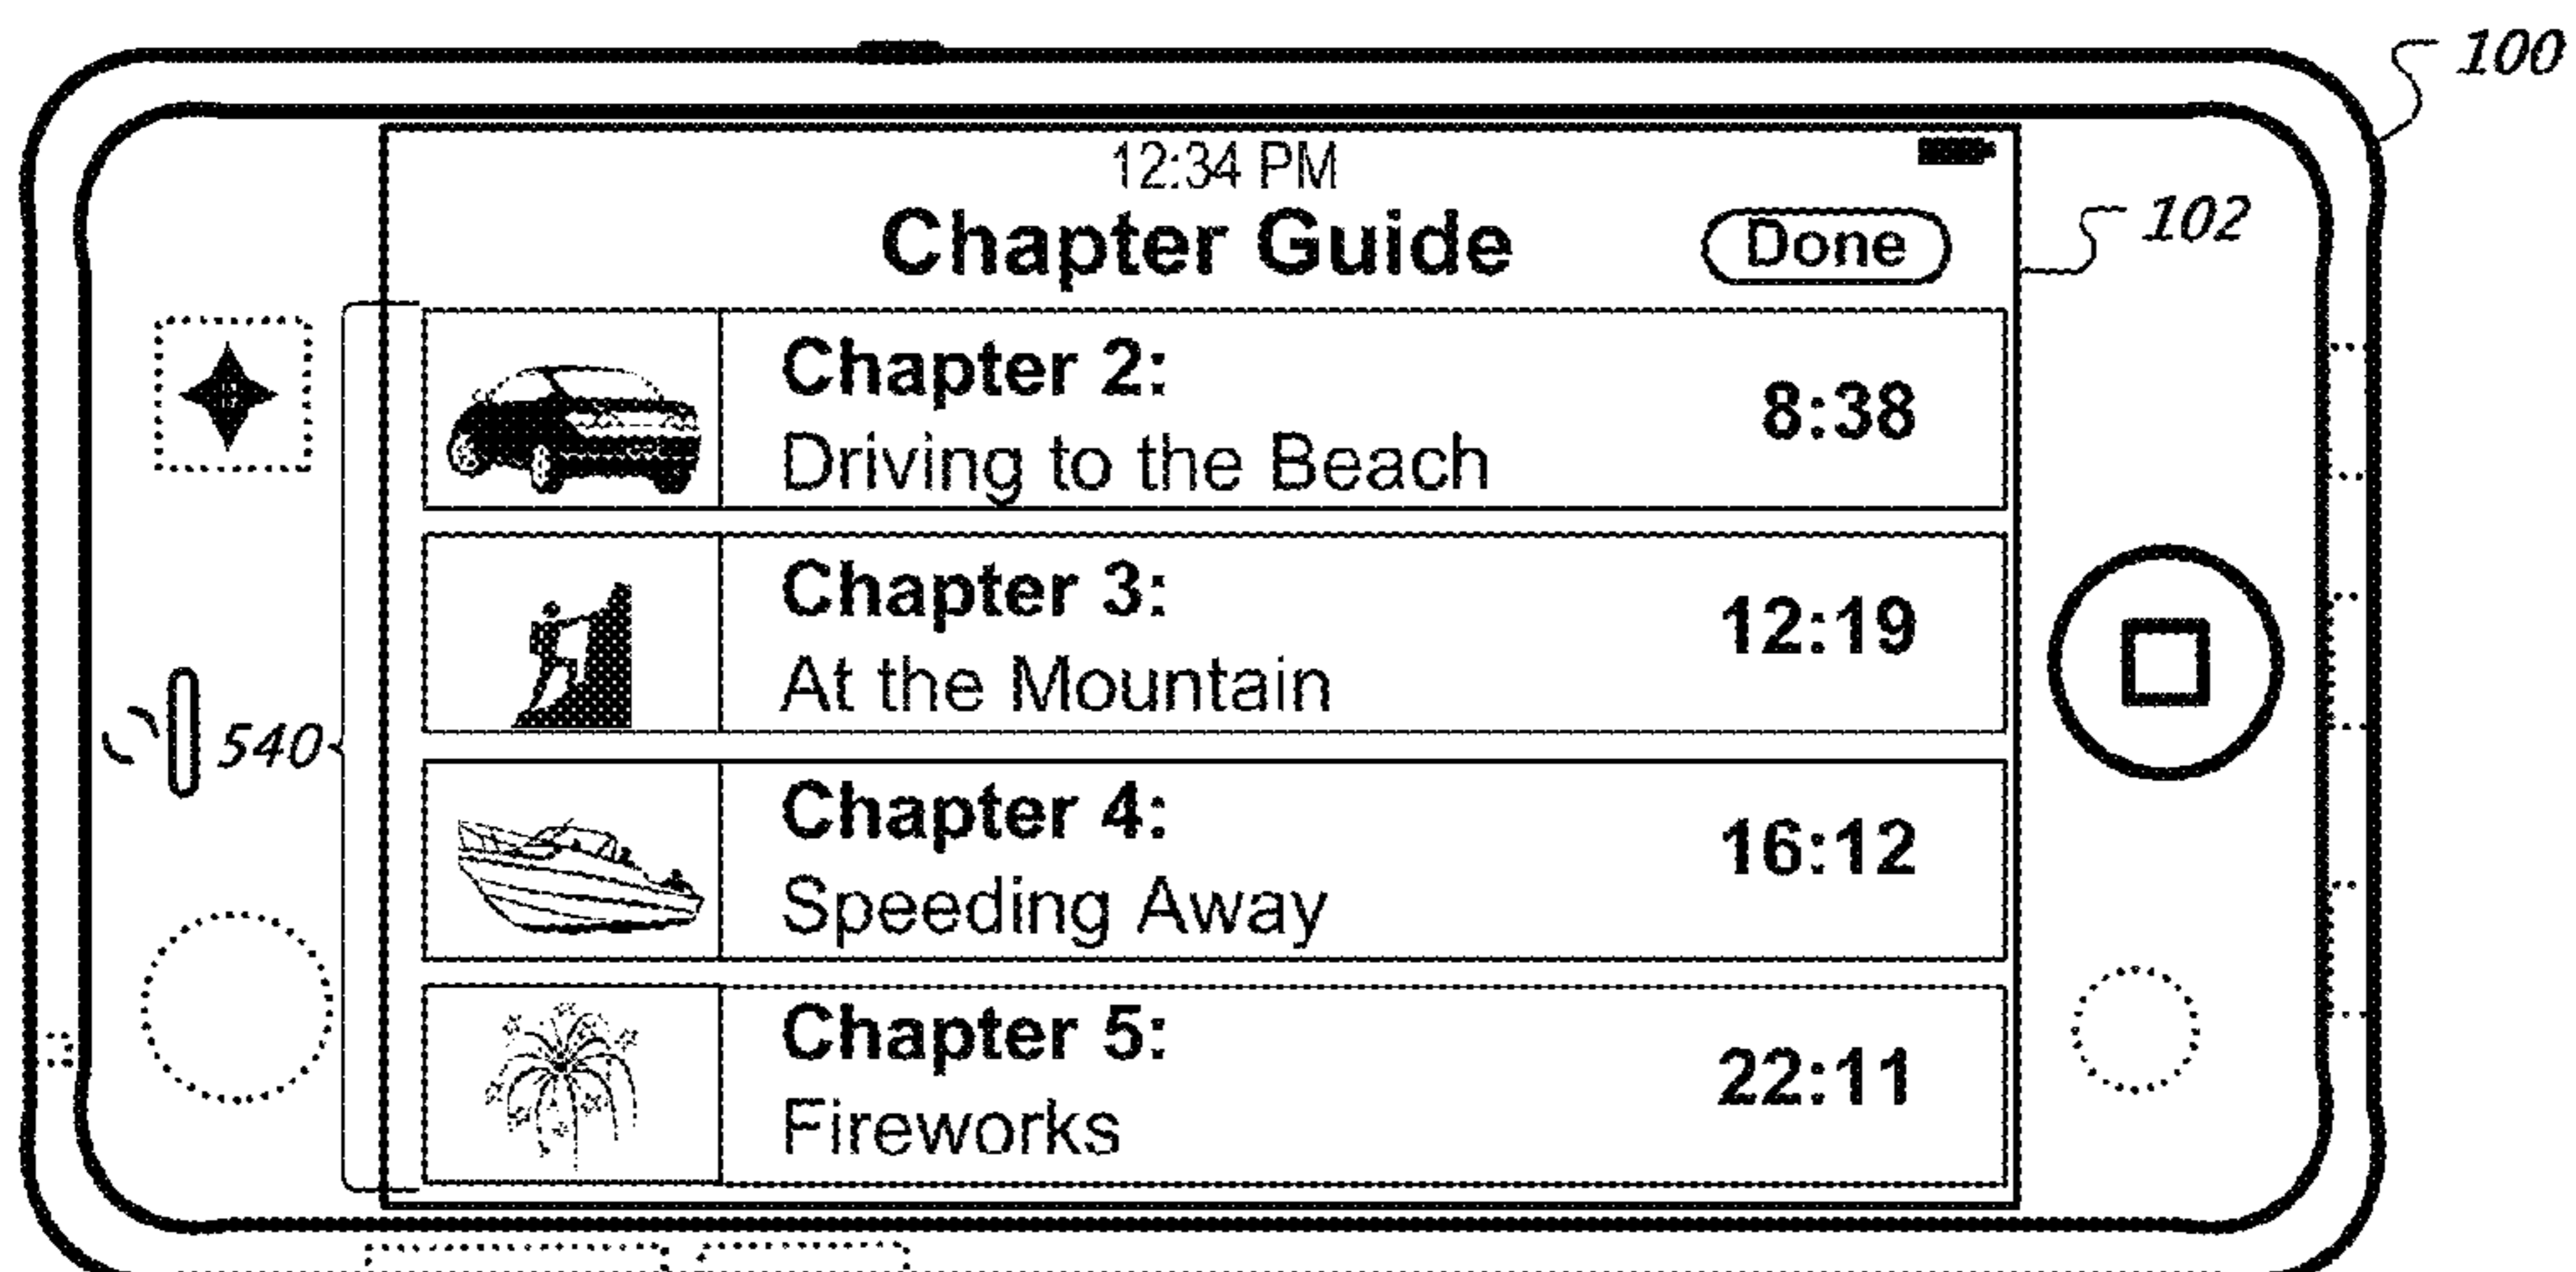 100
12:34 PM
Chapter Guide
Done
102
Chapter 2:
Driving to the Beach
8:38
Chapter 3:
At the Mountain
12:19
540
Chapter 4:
Speeding Away
16:12
Chapter 5:
Fireworks
22:11